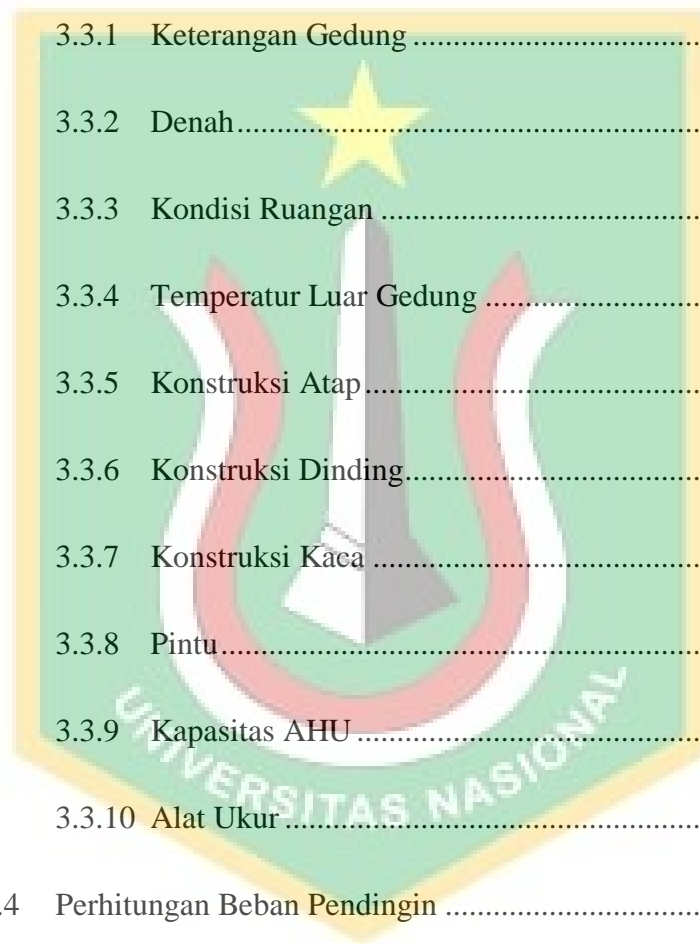 3.3.1 Keterangan Gedung ........................................
3.3.2 Denah................................................................
3.3.3 Kondisi Ruangan ............................................
3.3.4 Temperatur Luar Gedung ..............................
3.3.5 Konstruksi Atap..............................................
3.3.6 Konstruksi Dinding.........................................
3.3.7 Konstruksi Kaca .............................................
3.3.8 Pintu..................................................................
3.3.9 Kapasitas AHU ...............................................
3.3.10 Alat Ukur ........................................................
.4 Perhitungan Beban Pendingin ...................................
UNIVERSITAS NASIONAL